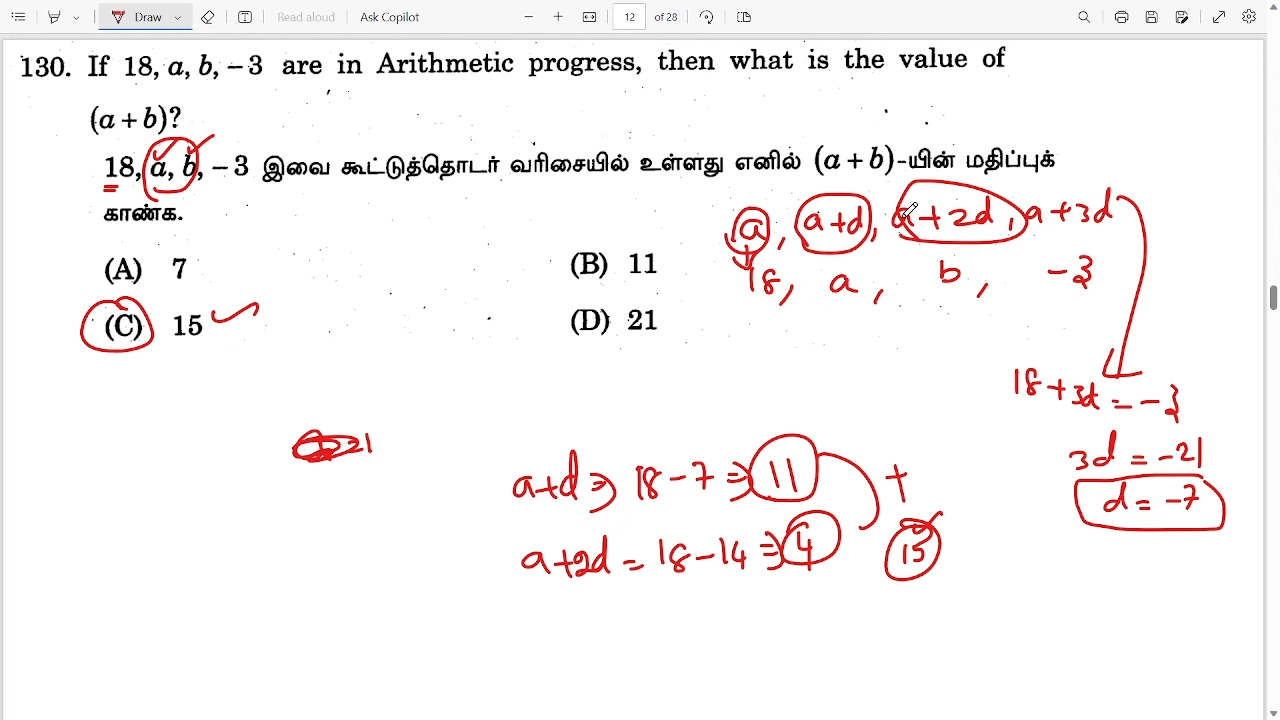 Draw Read aloud Ask Copilot 12 of 28
130. If 18, a, b, –3 are in Arithmetic progress, then what is the value of
(a + b)?
18, a, b, –3 இவை கூட்டுத்தொடர் வரிசையில் உள்ளது எனில் (a + b)-யின் மதிப்புக்
காண்க.
a, a+d, a+2d, a+3d
18, a, b, -3
(A) 7 (B) 11
(C) 15 (D) 21
18+3d = -3
3d = -21
d = -7
21
a+d ⇒ 18-7 ⇒ 11 +
a+2d = 18-14 ⇒ 4 15